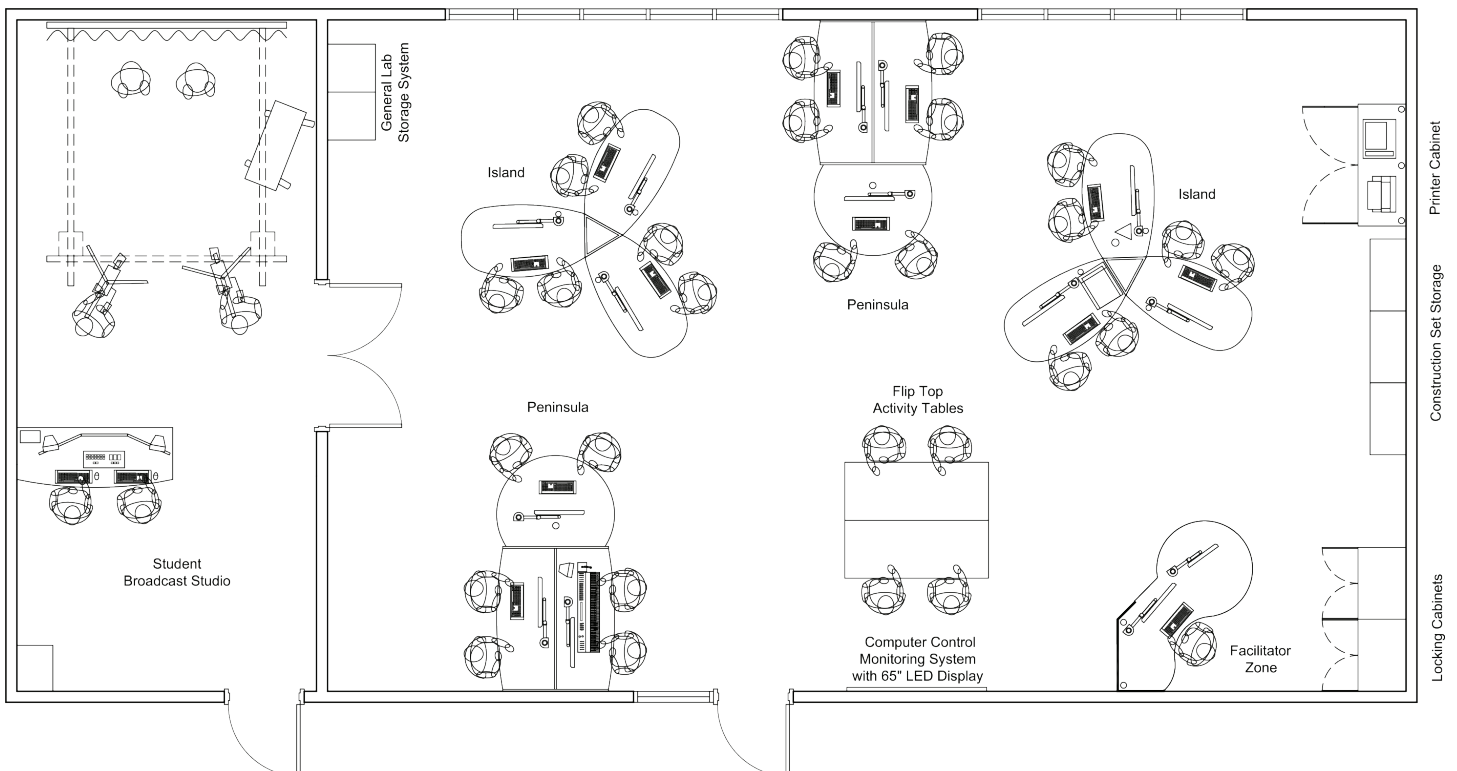 General Lab
Storage System
Island
Peninsula
Island
Printer Cabinet
Construction Set Storage
Peninsula
Flip Top
Activity Tables
Student
Broadcast Studio
Computer Control
Monitoring System
with 65" LED Display
Facilitator
Zone
Locking Cabinets